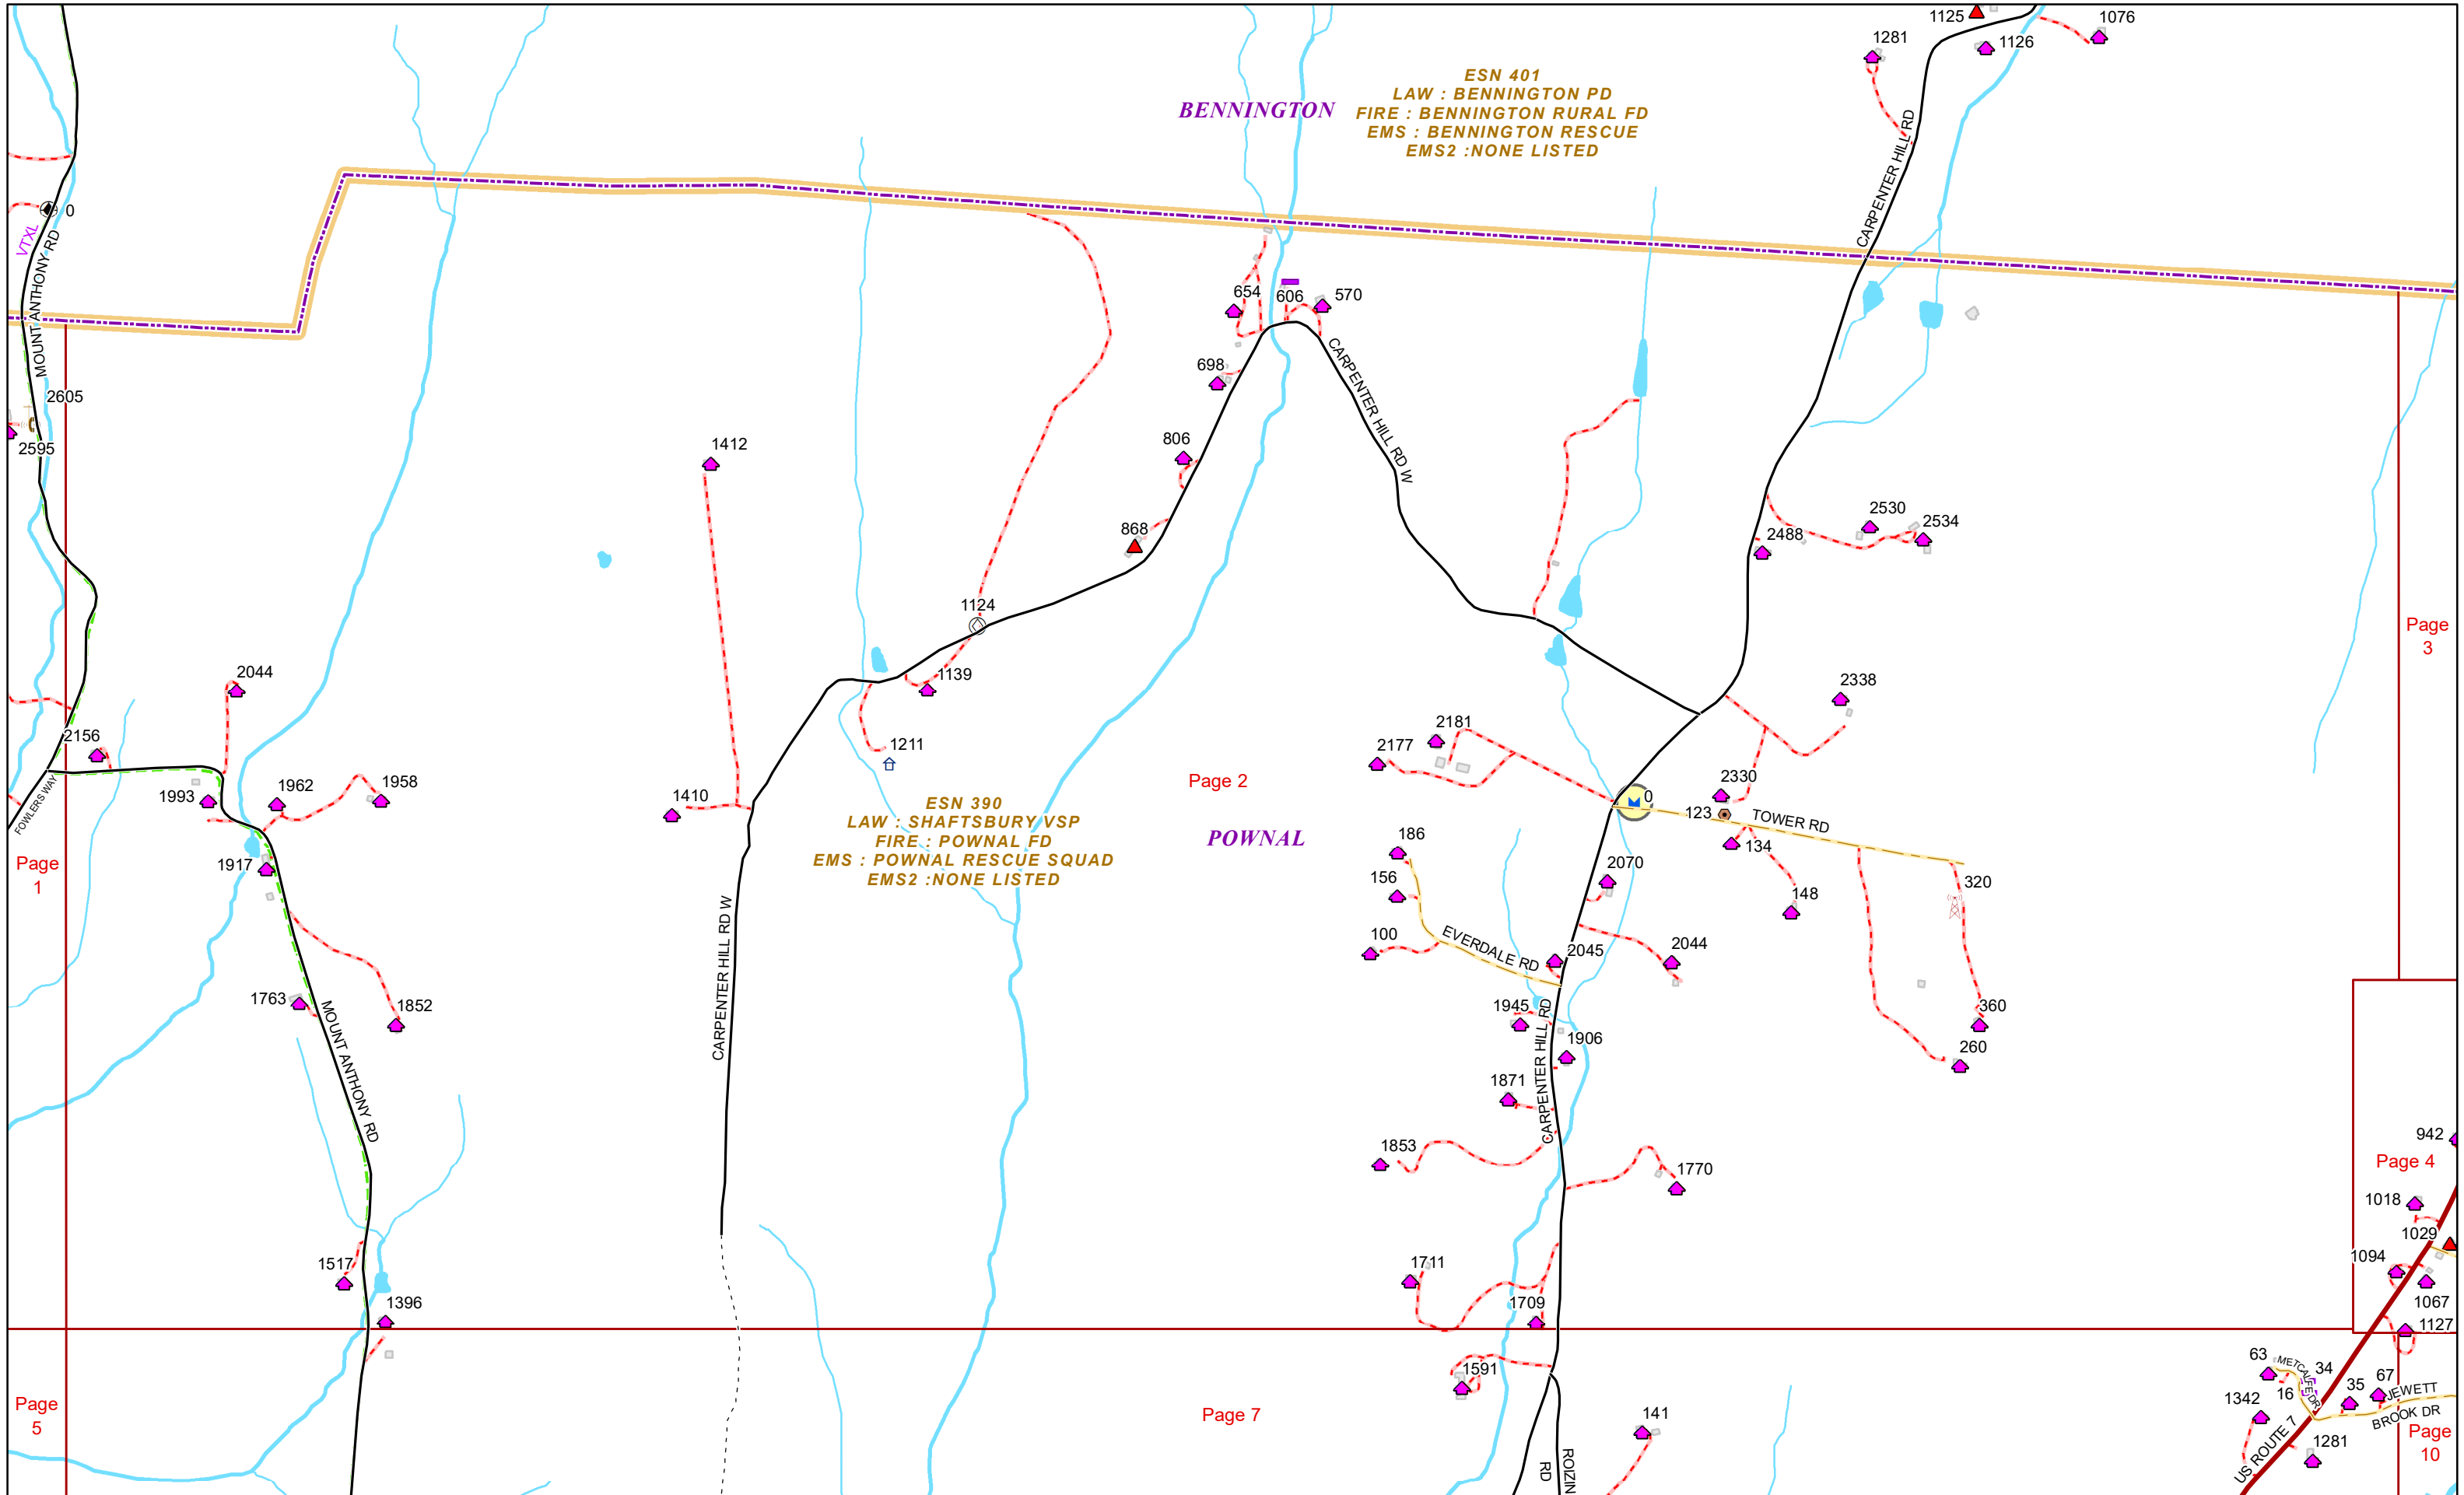 1125
1076
1281
1126
ESN 401
LAW : BENNINGTON PD
FIRE : BENNINGTON RURAL FD
EMS : BENNINGTON RESCUE
EMS2 :NONE LISTED
BENNINGTON
CARPENTER HILL RD
0
VTXL
MOUNT ANTHONY RD
654
606
570
698
CARPENTER HILL RD W
2605
2595
1412
806
868
2530
2534
2488
1124
Page
3
2044
1139
2338
2156
1211
2181
2177
Page 2
1993
1962
1958
1410
2330
0
123
TOWER RD
FOWLERS WAY
ESN 390
LAW : SHAFTSBURY VSP
FIRE : POWNAL FD
EMS : POWNAL RESCUE SQUAD
EMS2 :NONE LISTED
POWNAL
186
134
Page
1
1917
156
2070
320
148
100
EVERDALE RD
2045
2044
CARPENTER HILL RD W
1763
1852
MOUNT ANTHONY RD
1945
1906
CARPENTER HILL RD
360
260
1871
1853
1770
942
Page 4
1018
1029
1094
1067
1127
1517
1396
1711
1709
1591
63
METCALFE DR
34
16
35
67
JEWETT
BROOK DR
1342
1281
US ROUTE 7
Page
5
Page 7
141
ROIZIN
RD
Page
10